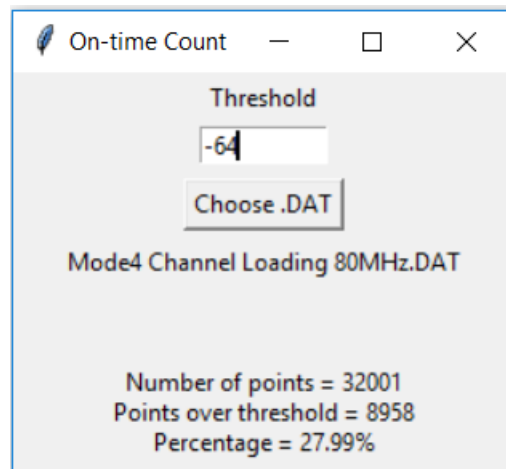 On-time Count
Threshold
-64
Choose .DAT
Mode4 Channel Loading 80MHz.DAT
Number of points = 32001
Points over threshold = 8958
Percentage = 27.99%